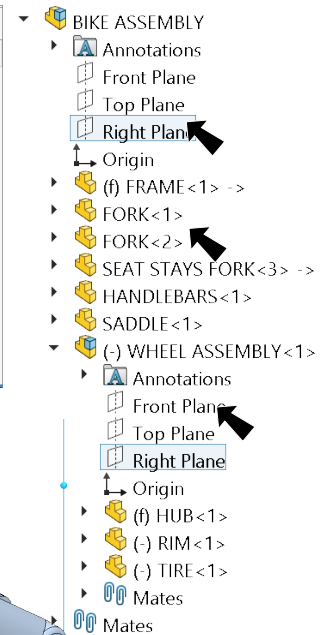 BIKE ASSEMBLY
Annotations
Front Plane
Top Plane
Right Plane
Origin
(f) FRAME<1> ->
FORK<1>
FORK<2>
SEAT STAYS FORK<3> ->
HANDLEBARS<1>
SADDLE<1>
(-) WHEEL ASSEMBLY<1>
Annotations
Front Plane
Top Plane
Right Plane
Origin
(f) HUB<1>
(-) RIM<1>
(-) TIRE<1>
Mates
Mates